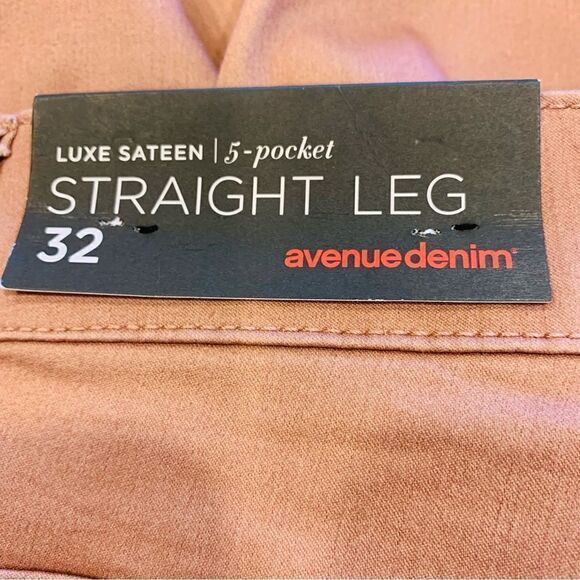 LUXE SATEEN | 5-pocket
STRAIGHT LEG
32
avenuedenim®